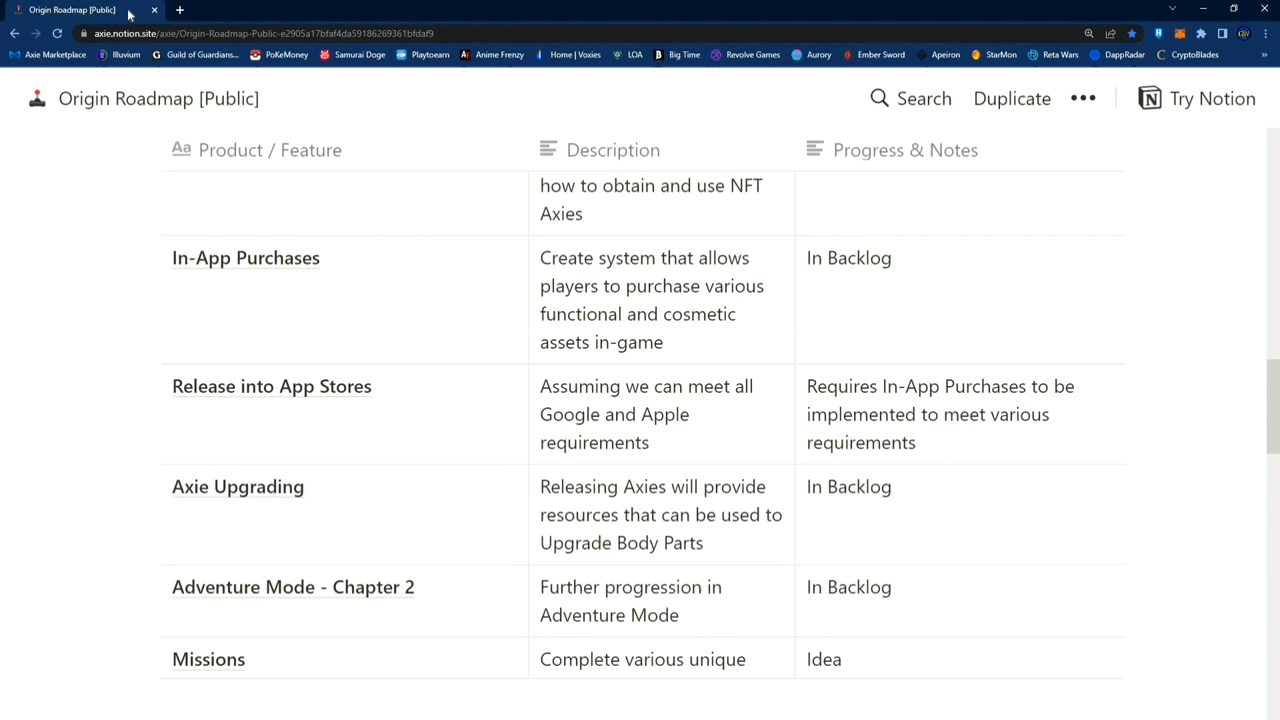 Origin Roadmap [Public]
axie.notion.site/axie/Origin-Roadmap-Public-e2905a17bfaf4da59186269361bfdaf9
Axie Marketplace Illuvium Guild of Guardians... PoKeMoney Samurai Doge Playtoearn Anime Frenzy Home | Voxies LOA Big Time Revolve Games Aurory Ember Sword Apeiron StarMon Reta Wars DappRadar CryptoBlades »
Origin Roadmap [Public] Search Duplicate ••• Try Notion
Aa Product / Feature Description Progress & Notes
how to obtain and use NFT
Axies
In-App Purchases Create system that allows In Backlog
players to purchase various
functional and cosmetic
assets in-game
Release into App Stores Assuming we can meet all Requires In-App Purchases to be
Google and Apple implemented to meet various
requirements requirements
Axie Upgrading Releasing Axies will provide In Backlog
resources that can be used to
Upgrade Body Parts
Adventure Mode - Chapter 2 Further progression in In Backlog
Adventure Mode
Missions Complete various unique Idea